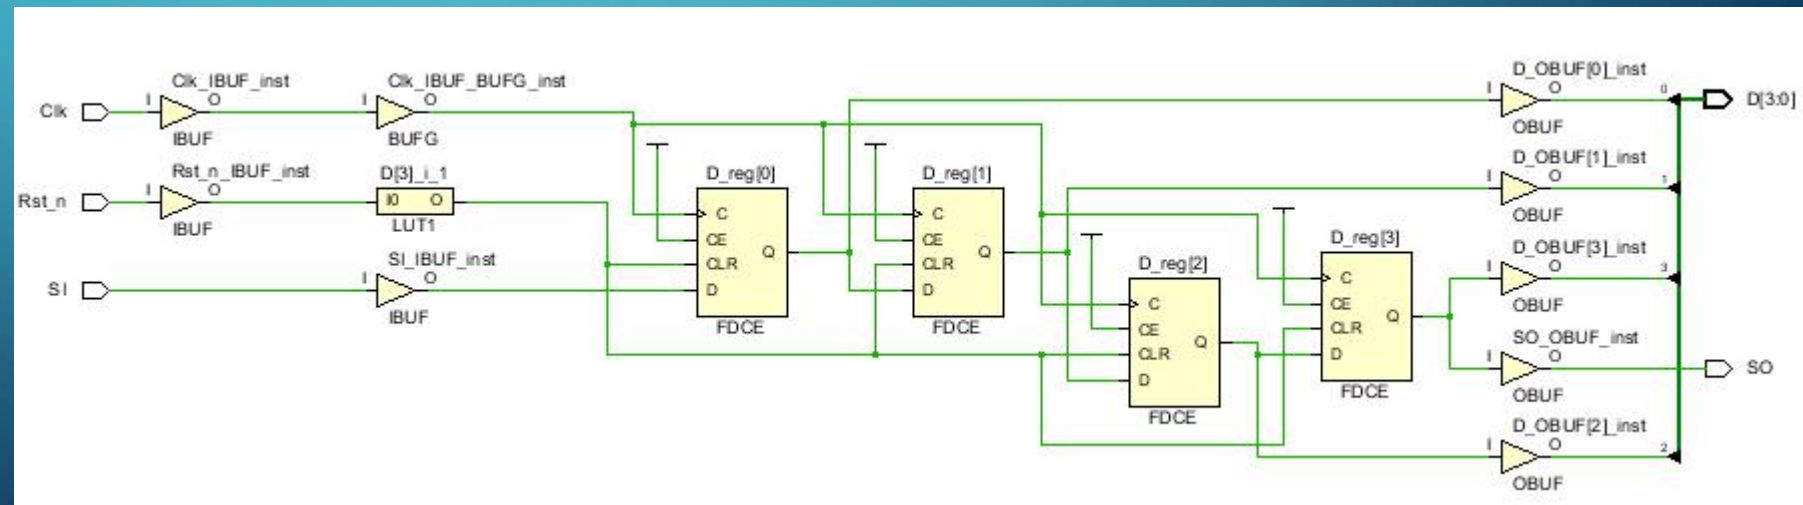 Clk
I
Clk_IBUF_inst
O
IBUF
I
Clk_IBUF_BUFG_inst
O
BUFG
Rst_n
I
Rst_n_IBUF_inst
O
IBUF
D[3]_i_1
I0 O
LUT1
SI
I
SI_IBUF_inst
O
IBUF
D_reg[0]
C
CE
CLR
D
Q
FDCE
D_reg[1]
C
CE
CLR
D
Q
FDCE
D_reg[2]
C
CE
CLR
D
Q
FDCE
D_reg[3]
C
CE
CLR
D
Q
FDCE
D_OBUF[0]_inst
I
O
OBUF
0
D[3:0]
D_OBUF[1]_inst
I
O
OBUF
1
D_OBUF[3]_inst
I
O
OBUF
3
SO_OBUF_inst
I
O
OBUF
SO
D_OBUF[2]_inst
I
O
OBUF
2